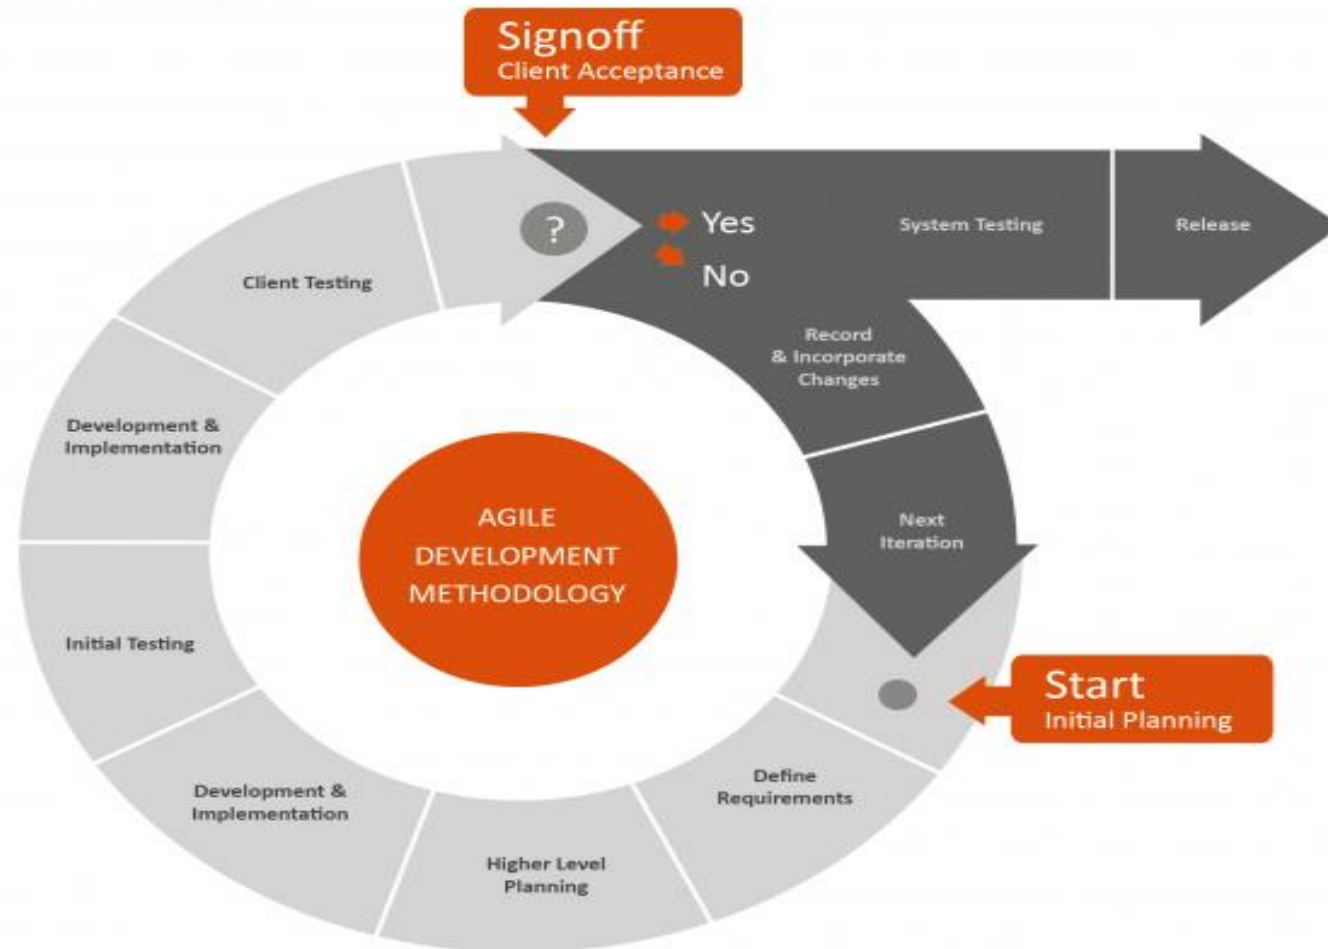 Signoff
Client Acceptance
?
Yes
No
System Testing
Release
Client Testing
Record
& Incorporate
Changes
Development &
Implementation
AGILE
DEVELOPMENT
METHODOLOGY
Next
Iteration
Initial Testing
Start
Initial Planning
Development &
Implementation
Define
Requirements
Higher Level
Planning